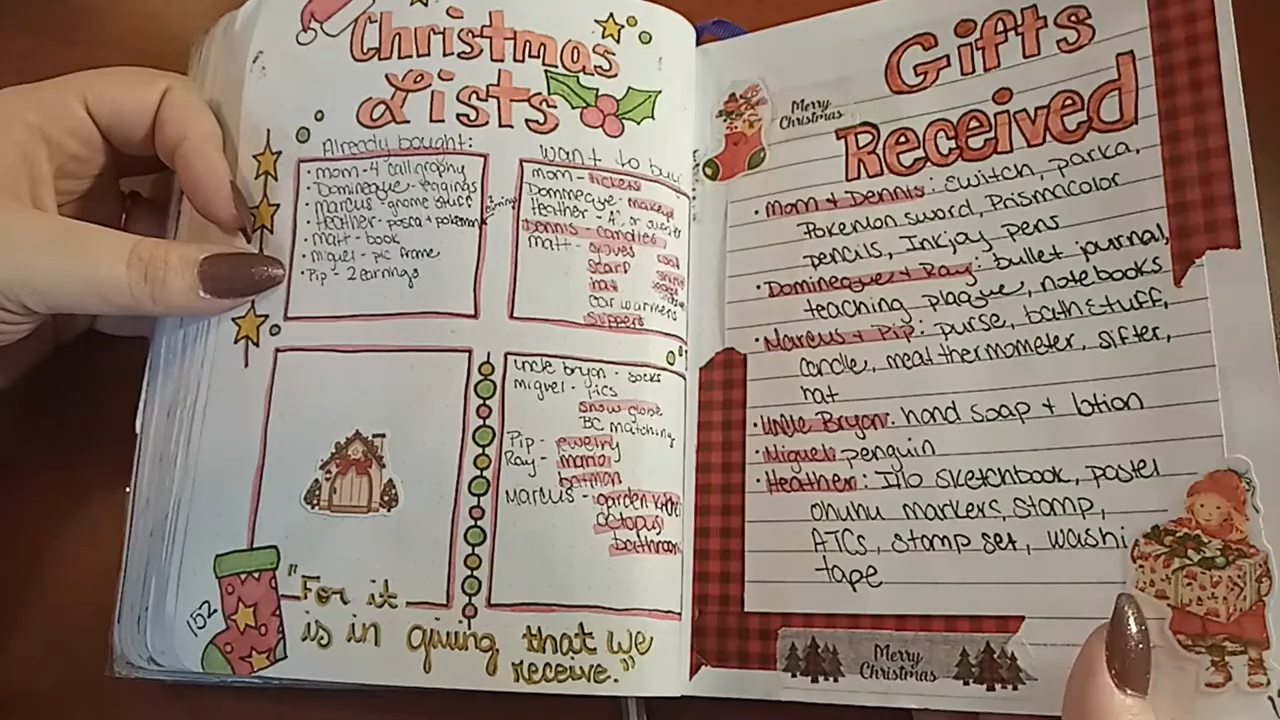 Christmas
Lists
Already bought:
• mom - 4 calligraphy
• Domineque - leggings
• marcus - gnome stuff
• Heather - posca + pokemon
• matt - book
• miguel - pic frame
• Pip - 2 earrings
want to buy
mom - tickets
Domineque - makeup
Heather - AC or
Dennis - candles
matt - gloves
scarf
hat
car warmers
slippers
uncle bryon - socks
miguel - pics
snow globe
BC matching
Pip - jewelry
Ray - mario
batman
Marcus - garden
octopus
bathroom
152
"For it
is in giving that we
receive."
Gifts
Received
Merry
Christmas
• Mom & Dennis: Switch, parka,
Pokemon sword, Prismacolor
pencils, Inkjoy pens
• Domineque + Ray: bullet journal,
teaching plaque, notebooks
• Marcus + Pip: purse, bath stuff,
candle, meat thermometer, sifter,
hat
• Uncle Bryon: hand soap + lotion
• Miguel: penguin
• Heather: Illo sketchbook, pastel
ohuhu markers, stamp,
ATCs, stamp set, washi
tape
Merry
Christmas